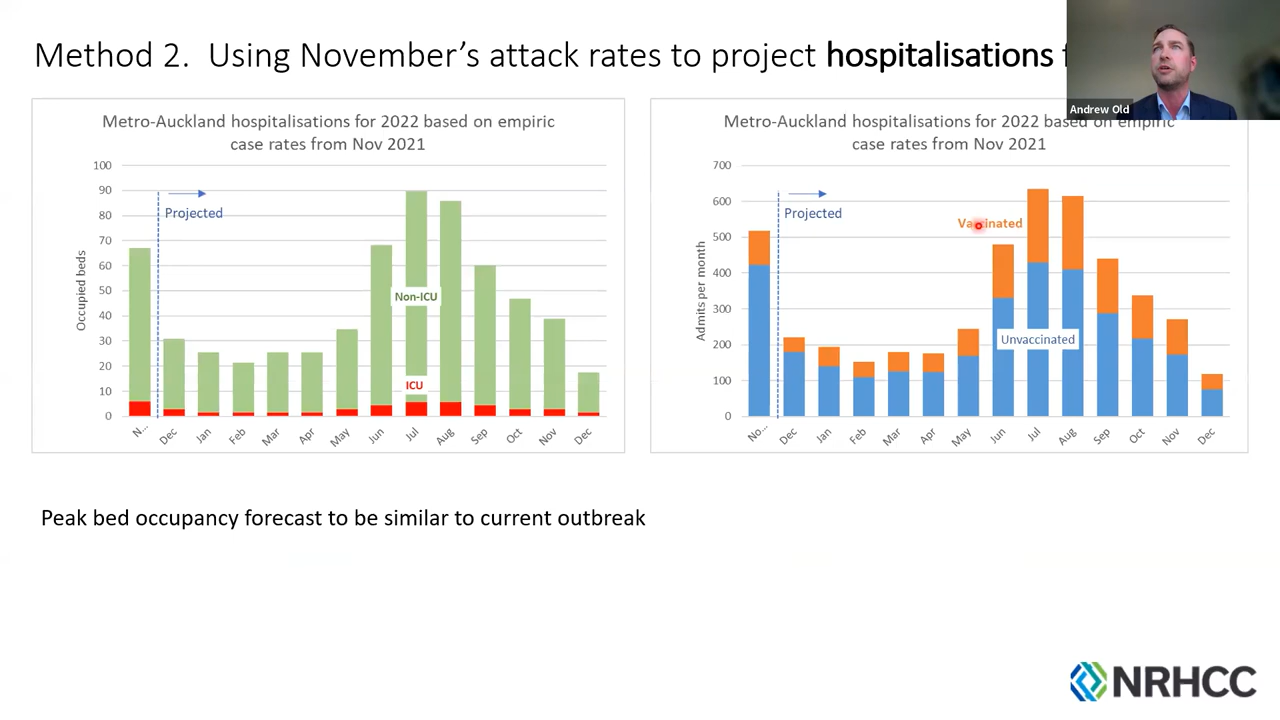 Method 2. Using November's attack rates to project hospitalisations
Andrew Old
Metro-Auckland hospitalisations for 2022 based on empiric
case rates from Nov 2021
100
90
80
70
60
50
40
30
20
10
0
Occupied beds
Projected
Non-ICU
ICU
N...
Dec
Jan
Feb
Mar
Apr
May
Jun
Jul
Aug
Sep
Oct
Nov
Dec
Metro-Auckland hospitalisations for 2022 based on empiric
case rates from Nov 2021
700
600
500
400
300
200
100
0
Admits per month
Projected
Vaccinated
Unvaccinated
No...
Dec
Jan
Feb
Mar
Apr
May
Jun
Jul
Aug
Sep
Oct
Nov
Dec
Peak bed occupancy forecast to be similar to current outbreak
NRHCC